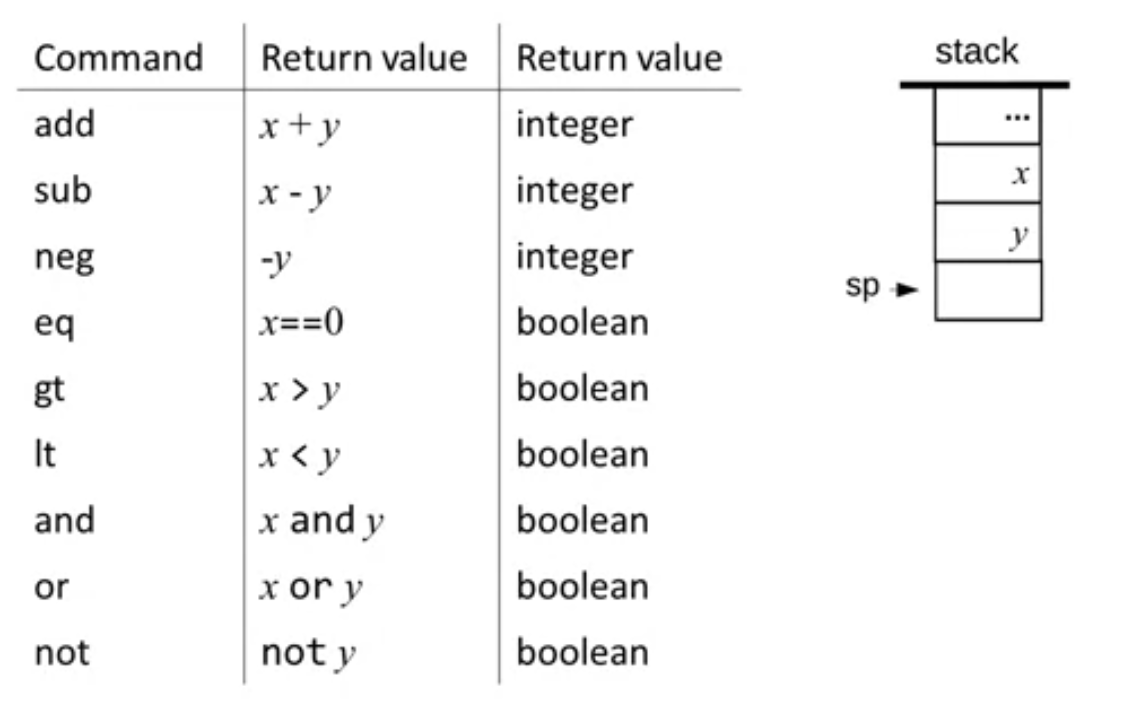 Command Return value Return value
add x + y integer
sub x - y integer
neg -y integer
eq x==0 boolean
gt x > y boolean
lt x < y boolean
and x and y boolean
or x or y boolean
not not y boolean
stack
...
x
y
sp